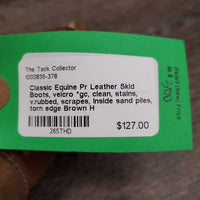 The Tack Collector
1000835-378
Classic Equine Pr Leather Skid
Boots, velcro *gc, clean, stains,
v.rubbed, scrapes, inside sand piles,
torn edge Brown H
$127.00
265THD